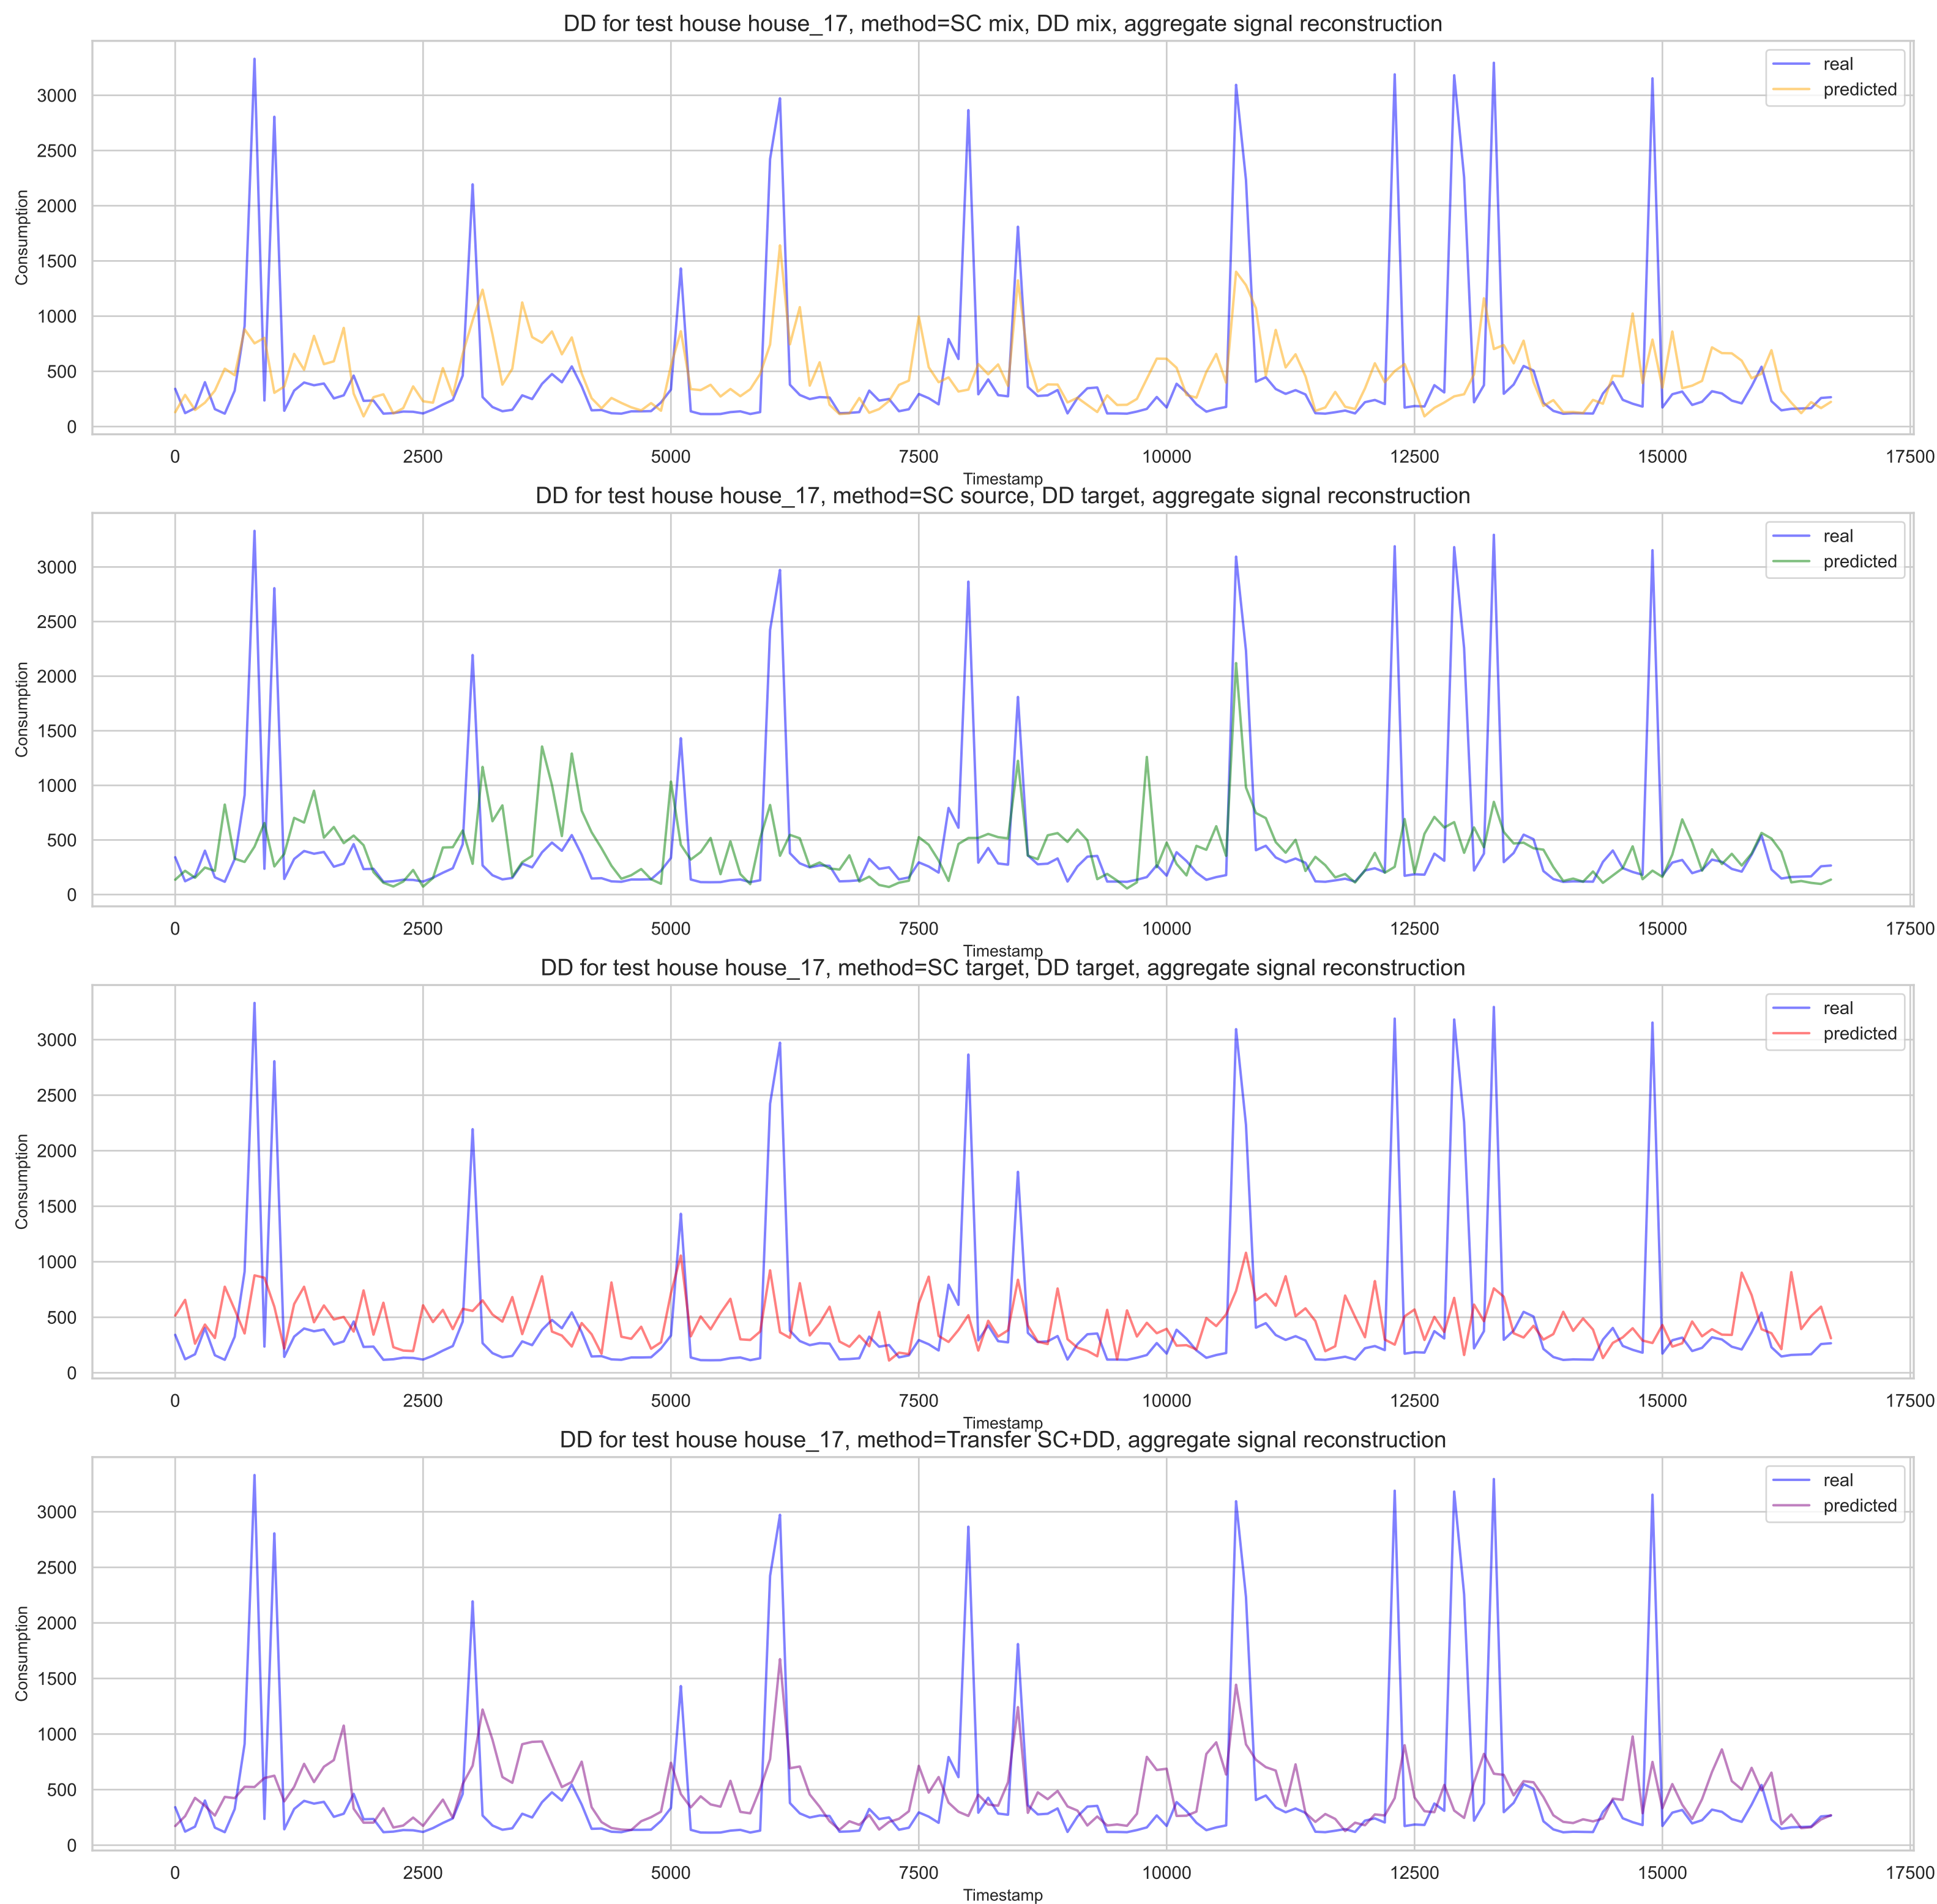 DD for test house house_17, method=SC mix, DD mix, aggregate signal reconstruction
real
predicted
3000
2500
2000
1500
1000
500
0
Consumption
0 2500 5000 7500 10000 12500 15000 17500
Timestamp
DD for test house house_17, method=SC source, DD target, aggregate signal reconstruction
real
predicted
3000
2500
2000
1500
1000
500
0
Consumption
0 2500 5000 7500 10000 12500 15000 17500
Timestamp
DD for test house house_17, method=SC target, DD target, aggregate signal reconstruction
real
predicted
3000
2500
2000
1500
1000
500
0
Consumption
0 2500 5000 7500 10000 12500 15000 17500
Timestamp
DD for test house house_17, method=Transfer SC+DD, aggregate signal reconstruction
real
predicted
3000
2500
2000
1500
1000
500
0
Consumption
0 2500 5000 7500 10000 12500 15000 17500
Timestamp